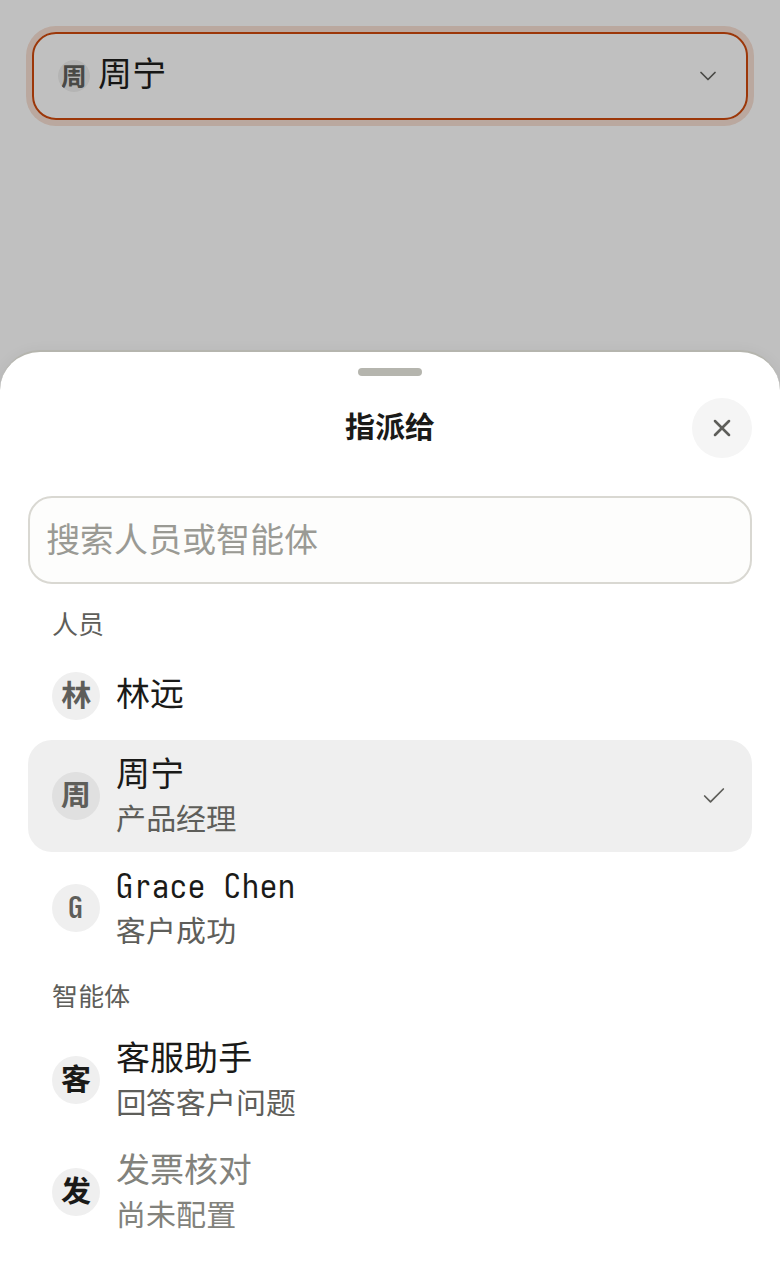 周 周宁
指派给
搜索人员或智能体
人员
林 林远
周 周宁
产品经理
G Grace Chen
客户成功
智能体
客 客服助手
回答客户问题
发 发票核对
尚未配置